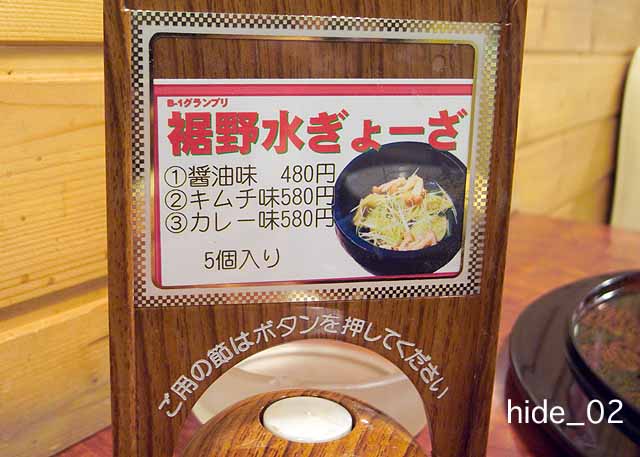 B-1グランプリ
裾野水ぎょーざ
①醤油味 480円
②キムチ味580円
③カレー味580円
5個入り
ご用の節はボタンを押してください
hide_02